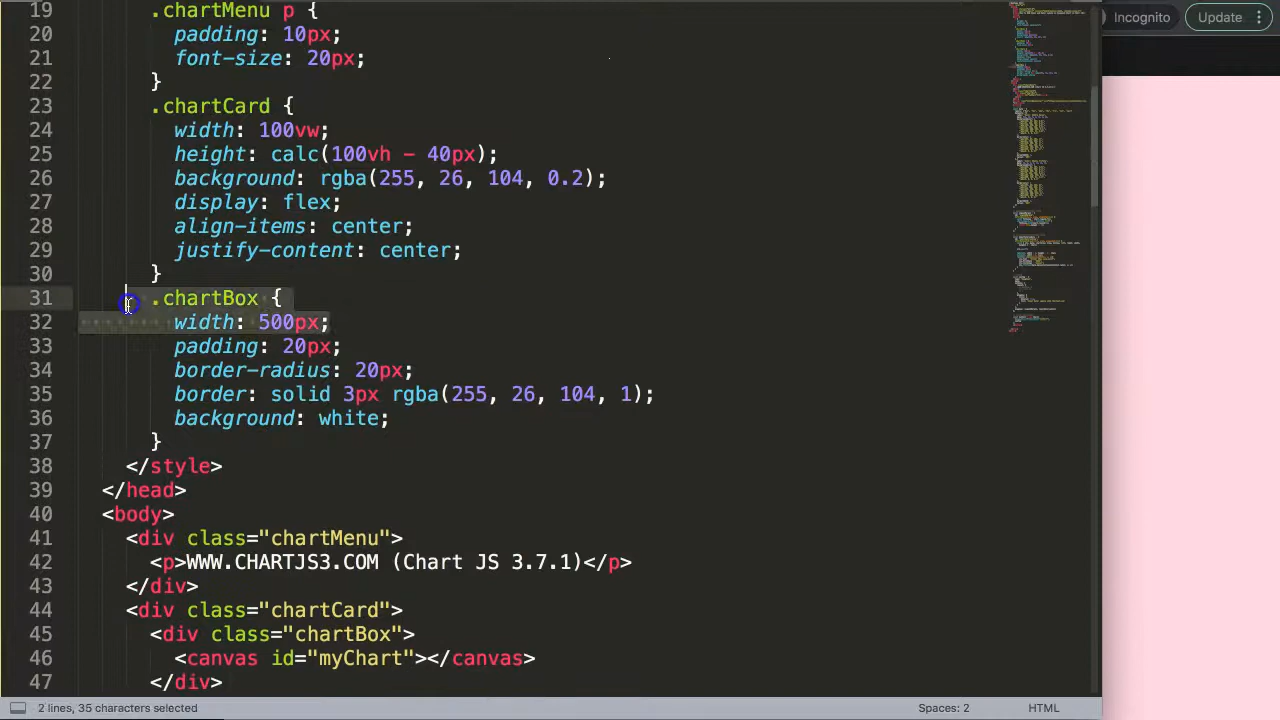 Incognito
Update
19 .chartMenu p {
20 padding: 10px;
21 font-size: 20px;
22 }
23 .chartCard {
24 width: 100vw;
25 height: calc(100vh - 40px);
26 background: rgba(255, 26, 104, 0.2);
27 display: flex;
28 align-items: center;
29 justify-content: center;
30 }
31 .chartBox {
32 width: 500px;
33 padding: 20px;
34 border-radius: 20px;
35 border: solid 3px rgba(255, 26, 104, 1);
36 background: white;
37 }
38 </style>
39 </head>
40 <body>
41 <div class="chartMenu">
42 <p>WWW.CHARTJS3.COM (Chart JS 3.7.1)</p>
43 </div>
44 <div class="chartCard">
45 <div class="chartBox">
46 <canvas id="myChart"></canvas>
47 </div>
2 lines, 35 characters selected
Spaces: 2
HTML